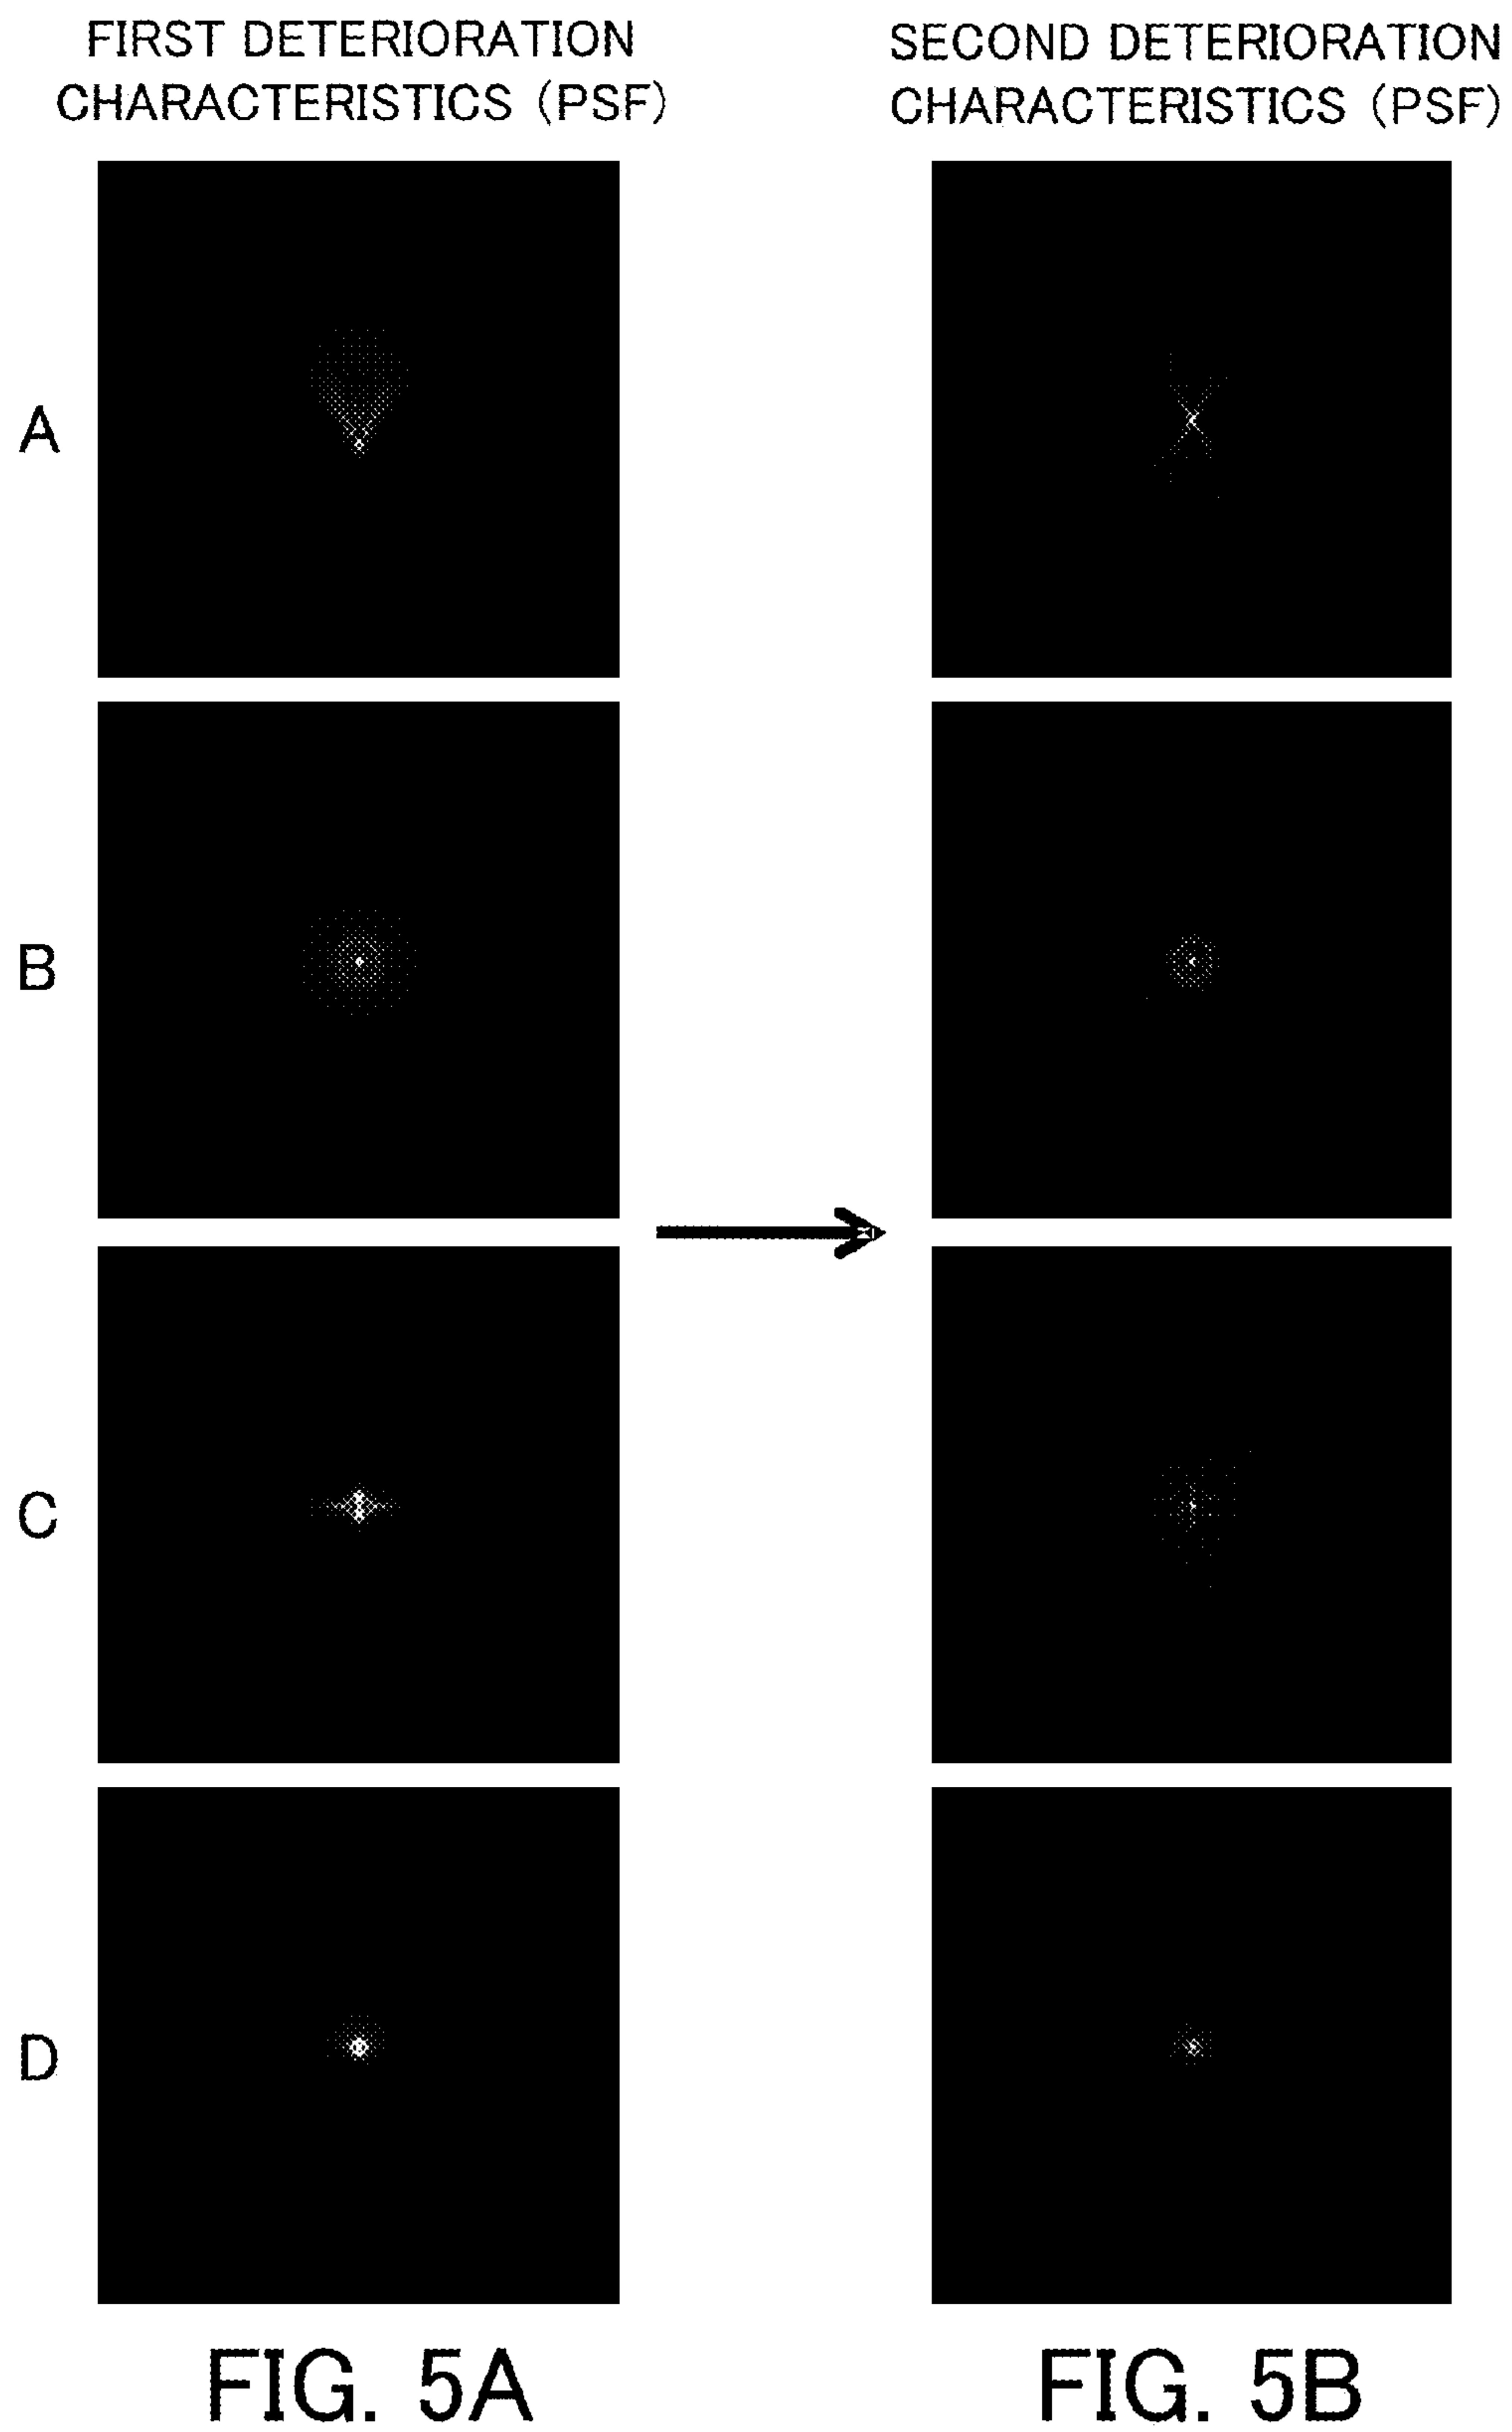 FIRST DETERIORATION
CHARACTERISTICS (PSF)
SECOND DETERIORATION
CHARACTERISTICS (PSF)
A
B
C
D
FIG. 5A
FIG. 5B